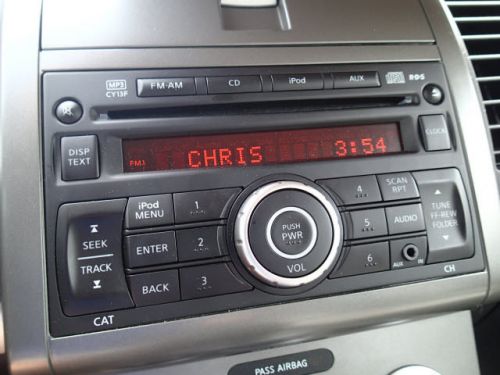 MP3 FM·AM CD iPod AUX RDS
CY13F
DISP TEXT
FM3 CHRIS 3:54
CLOCK
iPod MENU
1
4
SCAN RPT
SEEK
TRACK
ENTER
2
PUSH PWR
VOL
5
AUDIO
TUNE
FF·REW
FOLDER
BACK
3
6
AUX IN
CAT
CH
PASS AIRBAG